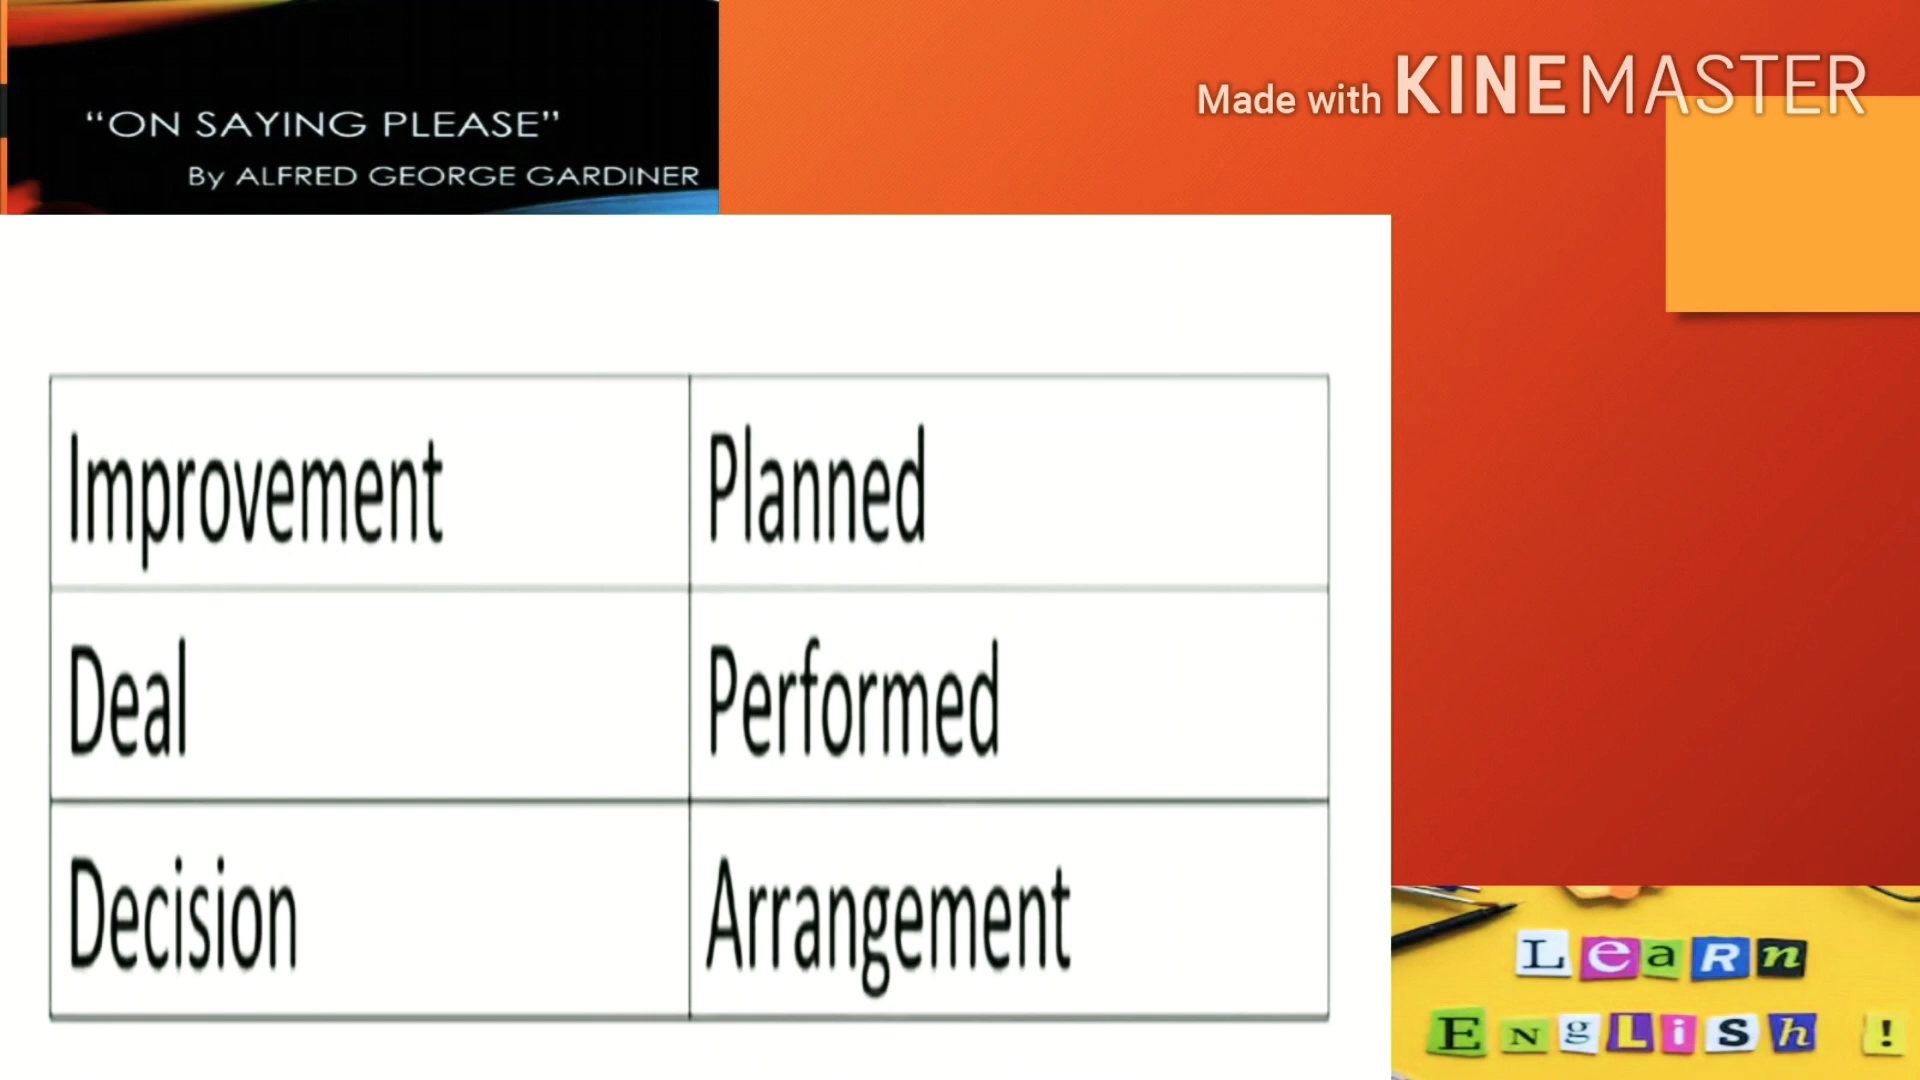 “ON SAYING PLEASE”
By ALFRED GEORGE GARDINER
Made with KINEMASTER
Improvement Planned
Deal Performed
Decision Arrangement
LeaRn
ENgLiSh !